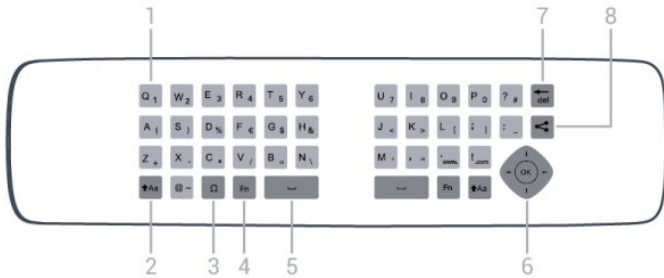 1 7 8
Q 1 W 2 E 3 R 4 T 5 Y 6 U 7 I 8 O 9 P 0 ? # del
A ( S ) D % F € G $ H & J < K > L [ ; ] : _
Z + X - C * V / B = N \ M ' , " . www. ! .com
OK
Aa @ ~ Ω Fn Fn Aa
2 3 4 5 6